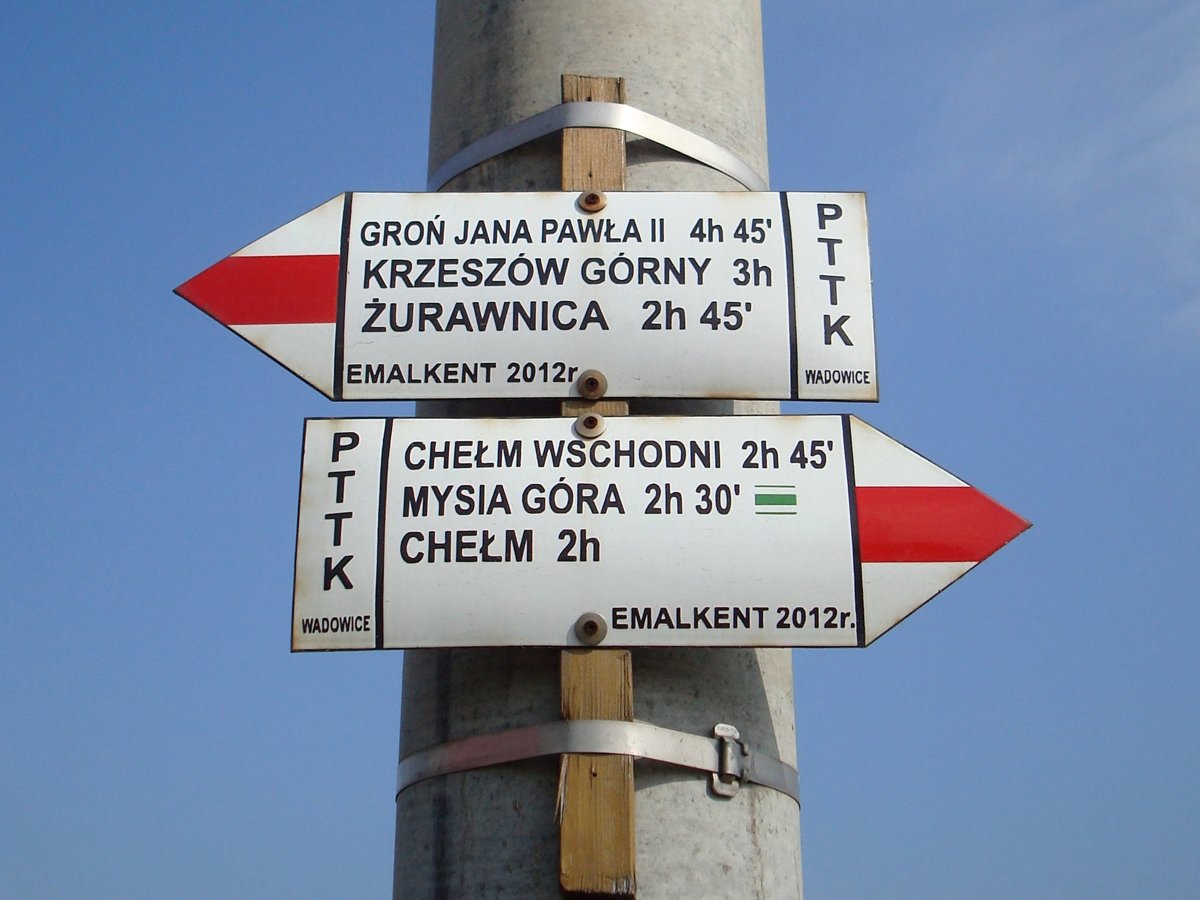 GROŃ JANA PAWŁA II 4h 45'
KRZESZÓW GÓRNY 3h
ŻURAWNICA 2h 45'
EMALKENT 2012r
PTTK
WADOWICE
PTTK
WADOWICE
CHEŁM WSCHODNI 2h 45'
MYSIA GÓRA 2h 30'
CHEŁM 2h
EMALKENT 2012r.